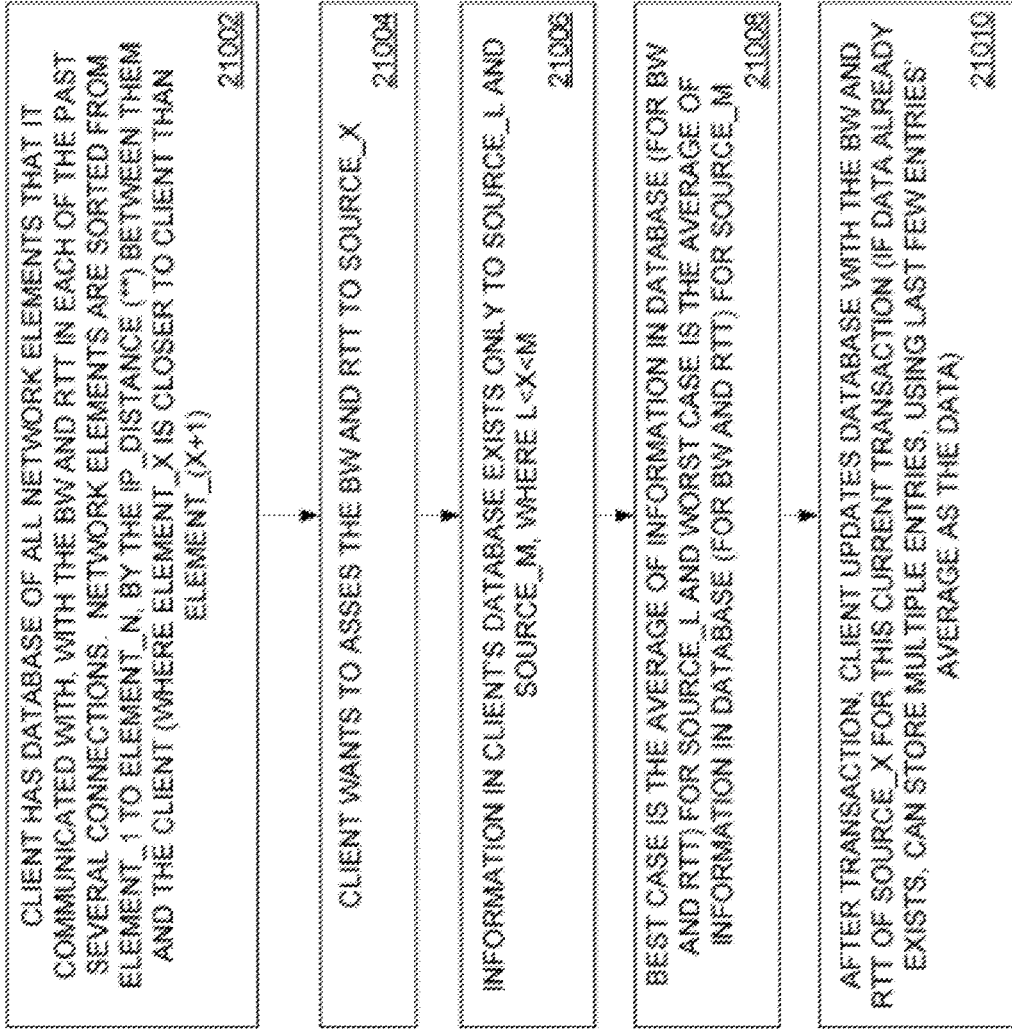 CLIENT HAS DATABASE OF ALL NETWORK ELEMENTS THAT IT
COMMUNICATED WITH, WITH THE BW AND RTT IN EACH OF THE PAST
SEVERAL CONNECTIONS. NETWORK ELEMENTS ARE SORTED FROM
ELEMENT_1 TO ELEMENT_N, BY THE IP_DISTANCE (**) BETWEEN THEM
AND THE CLIENT (WHERE ELEMENT_X IS CLOSER TO CLIENT THAN
ELEMENT_(X+1)
21002
CLIENT WANTS TO ASSES THE BW AND RTT TO SOURCE_X
21004
INFORMATION IN CLIENT'S DATABASE EXISTS ONLY TO SOURCE_L AND
SOURCE_M, WHERE L<X<M
21006
BEST CASE IS THE AVERAGE OF INFORMATION IN DATABASE (FOR BW
AND RTT) FOR SOURCE_L AND WORST CASE IS THE AVERAGE OF
INFORMATION IN DATABASE (FOR BW AND RTT) FOR SOURCE_M
21008
AFTER TRANSACTION, CLIENT UPDATES DATABASE WITH THE BW AND
RTT OF SOURCE_X FOR THIS CURRENT TRANSACTION (IF DATA ALREADY
EXISTS, CAN STORE MULTIPLE ENTRIES, USING LAST FEW ENTRIES'
AVERAGE AS THE DATA)
21010